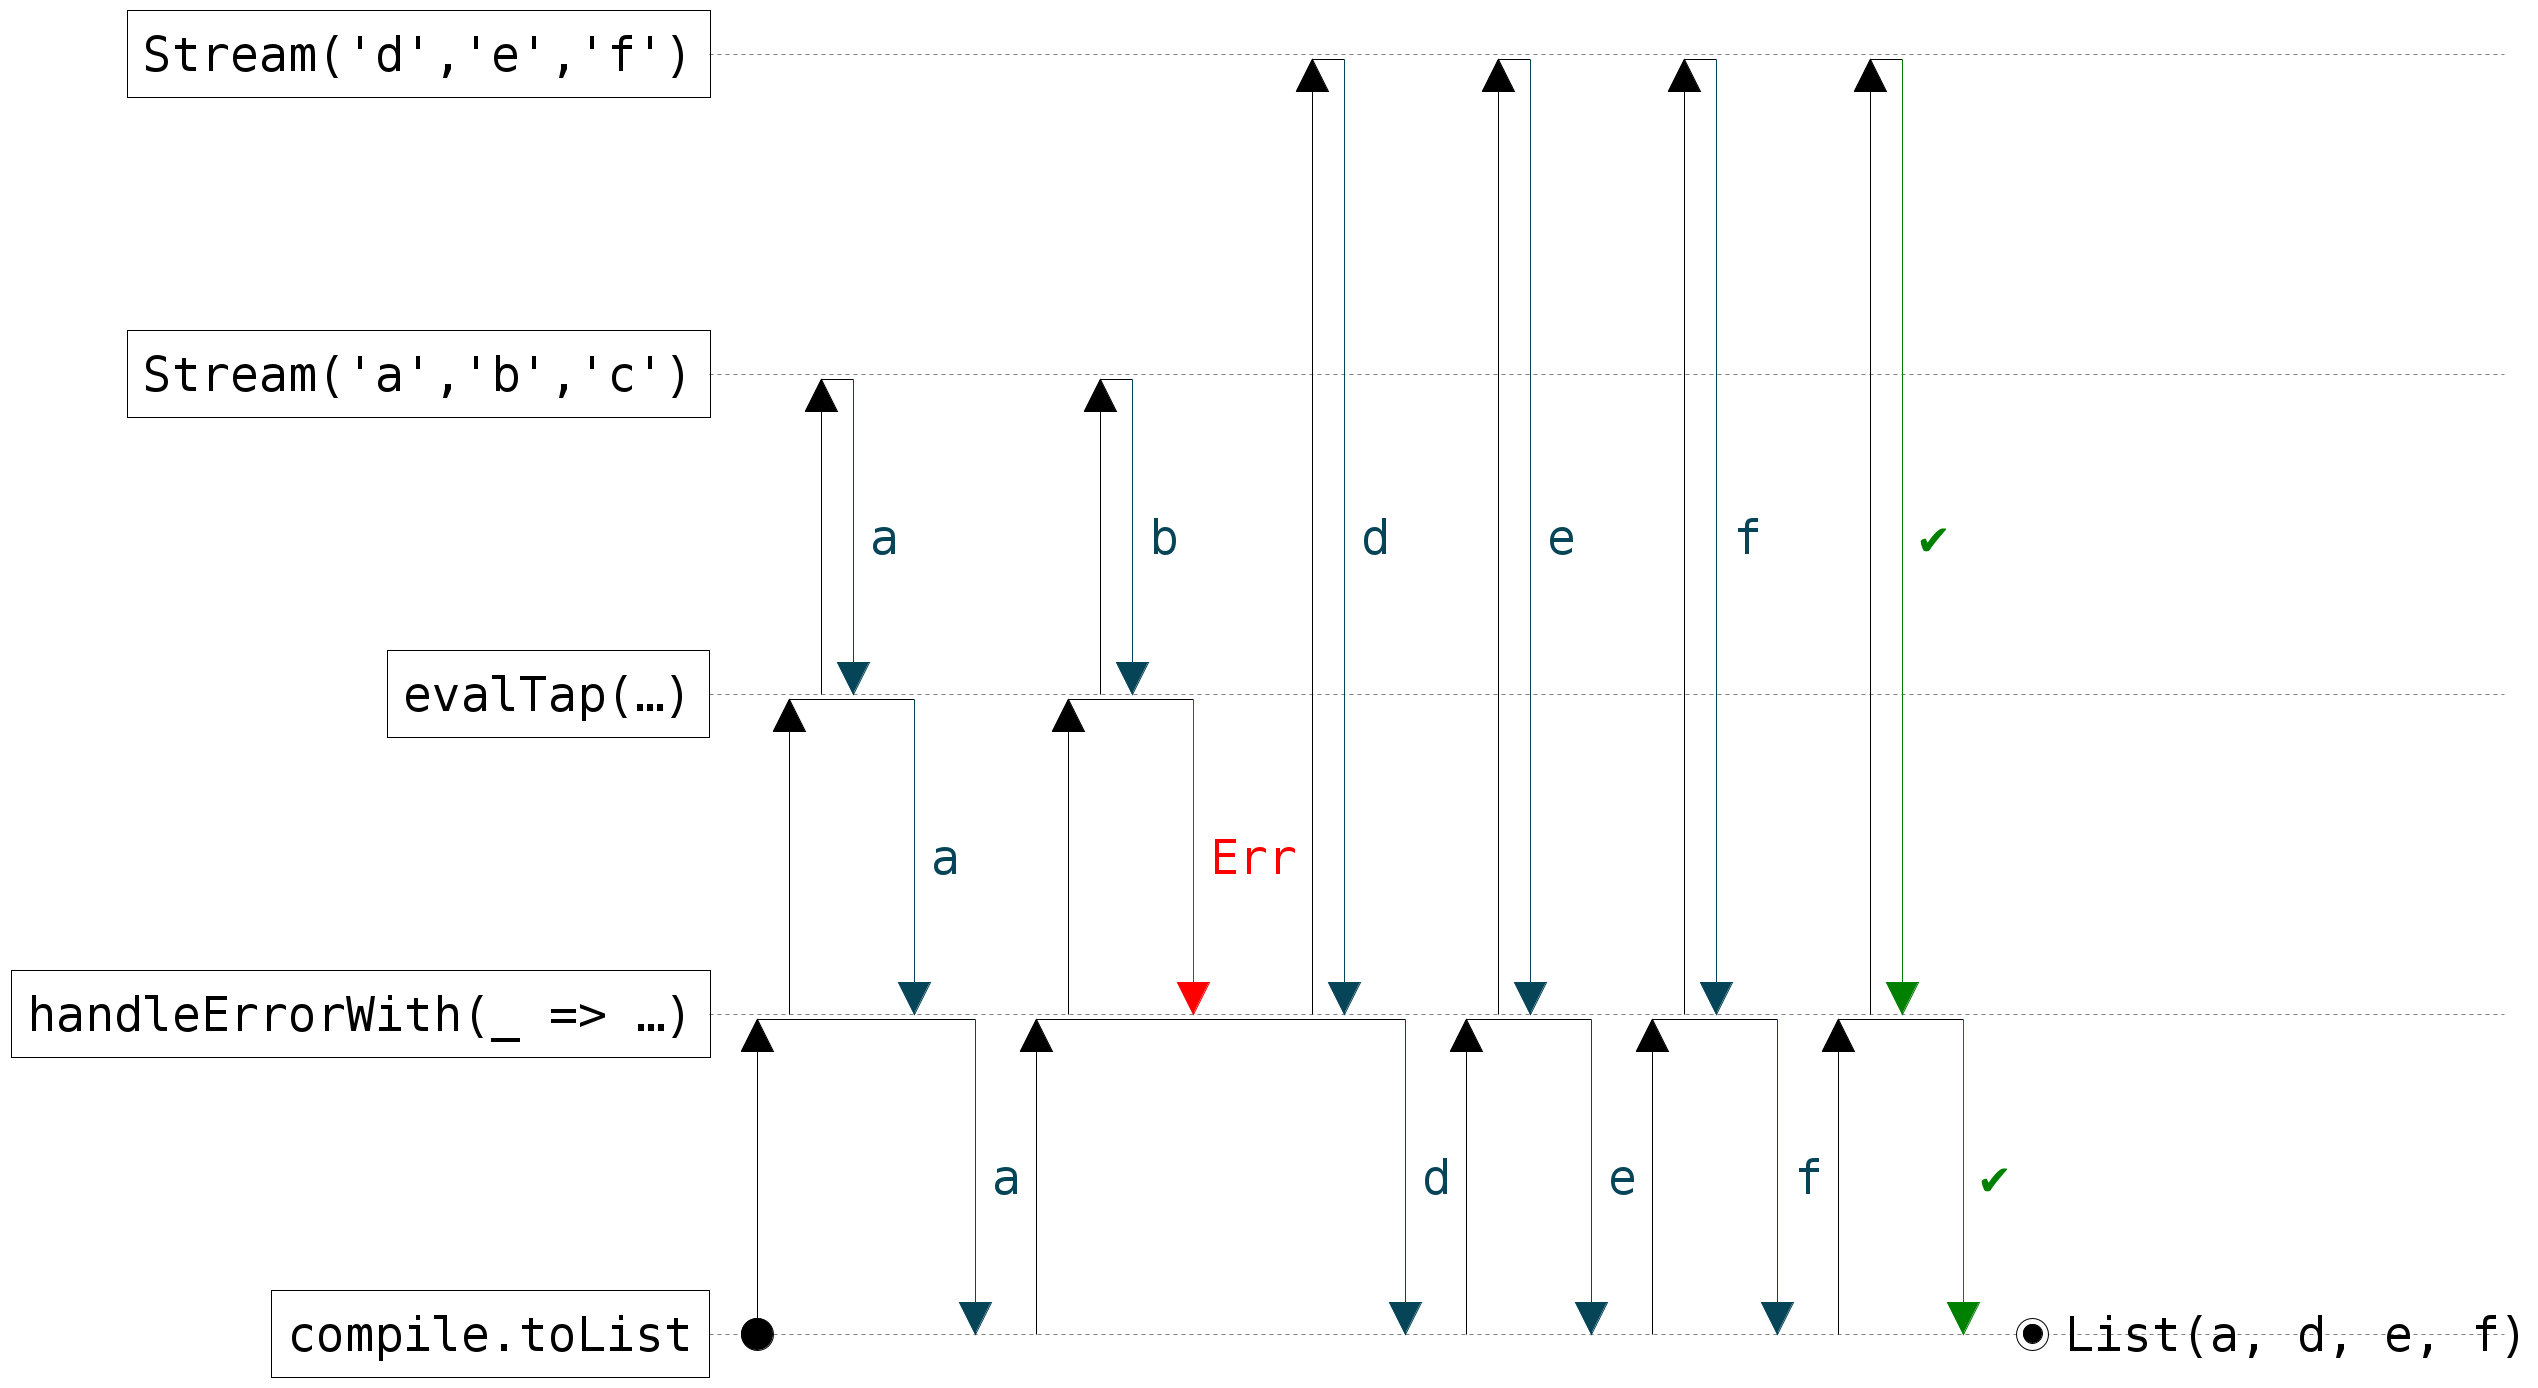 Stream('d','e','f')
Stream('a','b','c')
a b d e f ✔
evalTap(…)
a Err
handleErrorWith(_ => …)
a d e f ✔
compile.toList
List(a, d, e, f)